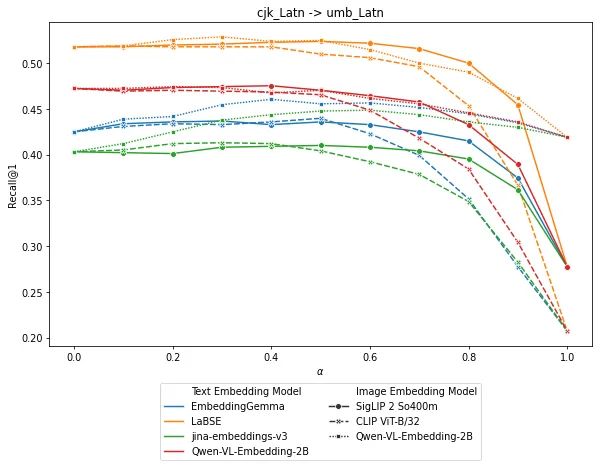 cjk_Latn -> umb_Latn
Recall@1
0.50
0.45
0.40
0.35
0.30
0.25
0.20
0.0 0.2 0.4 0.6 0.8 1.0
α
Text Embedding Model Image Embedding Model
EmbeddingGemma SigLIP 2 So400m
LaBSE CLIP ViT-B/32
jina-embeddings-v3 Qwen-VL-Embedding-2B
Qwen-VL-Embedding-2B